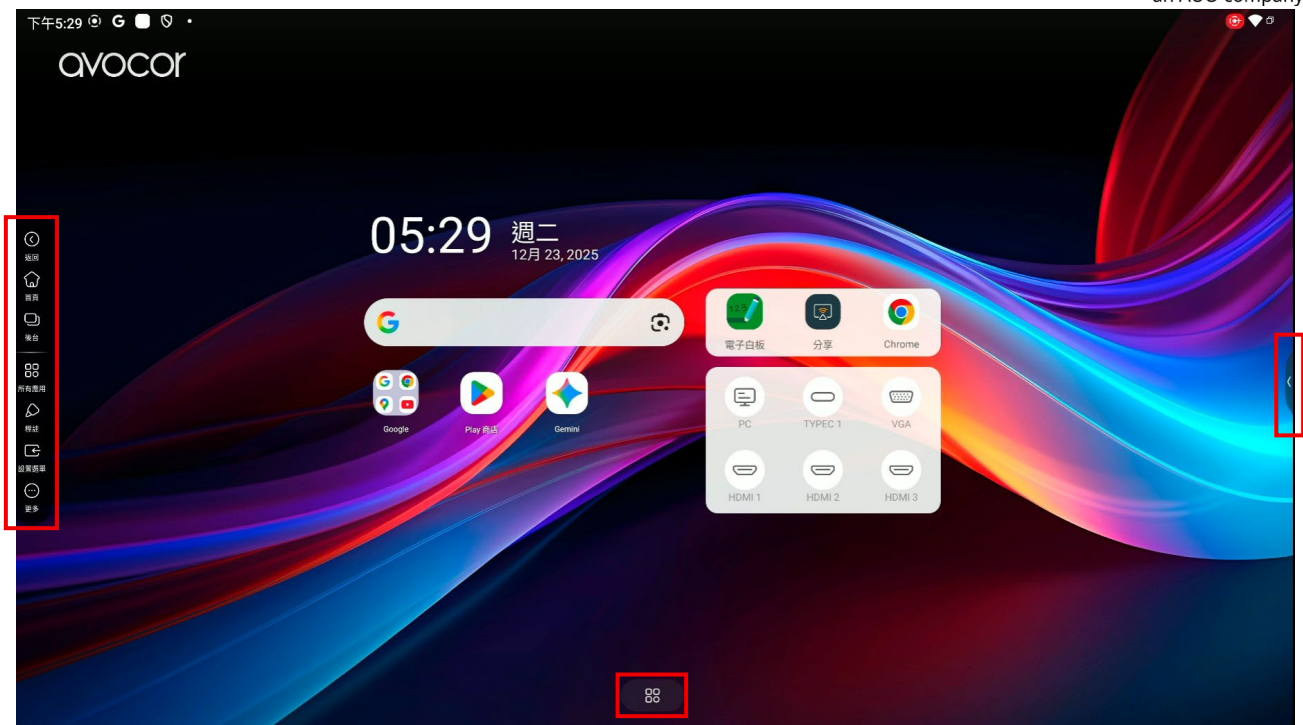 an AUO company
下午5:29
avocor
05:29
週二
12月 23, 2025
返回
首頁
後台
所有應用
標註
設置選單
更多
Google
Play 商店
Gemini
電子白板
分享
Chrome
PC
TYPEC 1
VGA
HDMI 1
HDMI 2
HDMI 3